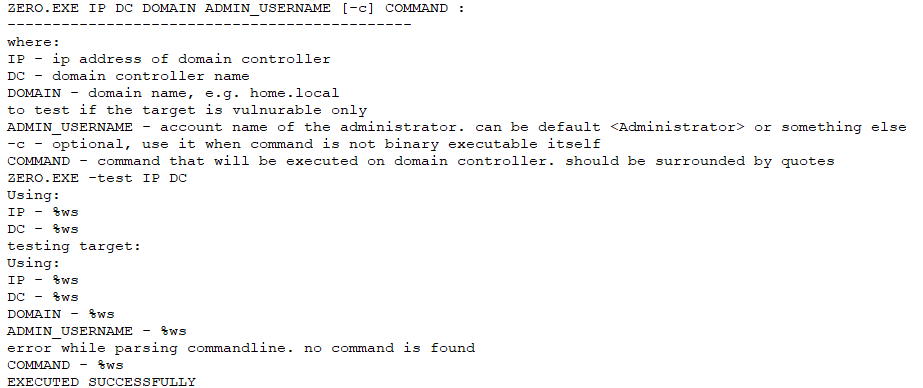 ZERO.EXE IP DC DOMAIN ADMIN_USERNAME [-c] COMMAND :
---------------------------------------------
where:
IP - ip address of domain controller
DC - domain controller name
DOMAIN - domain name, e.g. home.local
to test if the target is vulnurable only
ADMIN_USERNAME - account name of the administrator. can be default <Administrator> or something else
-c - optional, use it when command is not binary executable itself
COMMAND - command that will be executed on domain controller. should be surrounded by quotes
ZERO.EXE -test IP DC
Using:
IP - %ws
DC - %ws
testing target:
Using:
IP - %ws
DC - %ws
DOMAIN - %ws
ADMIN_USERNAME - %ws
error while parsing commandline. no command is found
COMMAND - %ws
EXECUTED SUCCESSFULLY